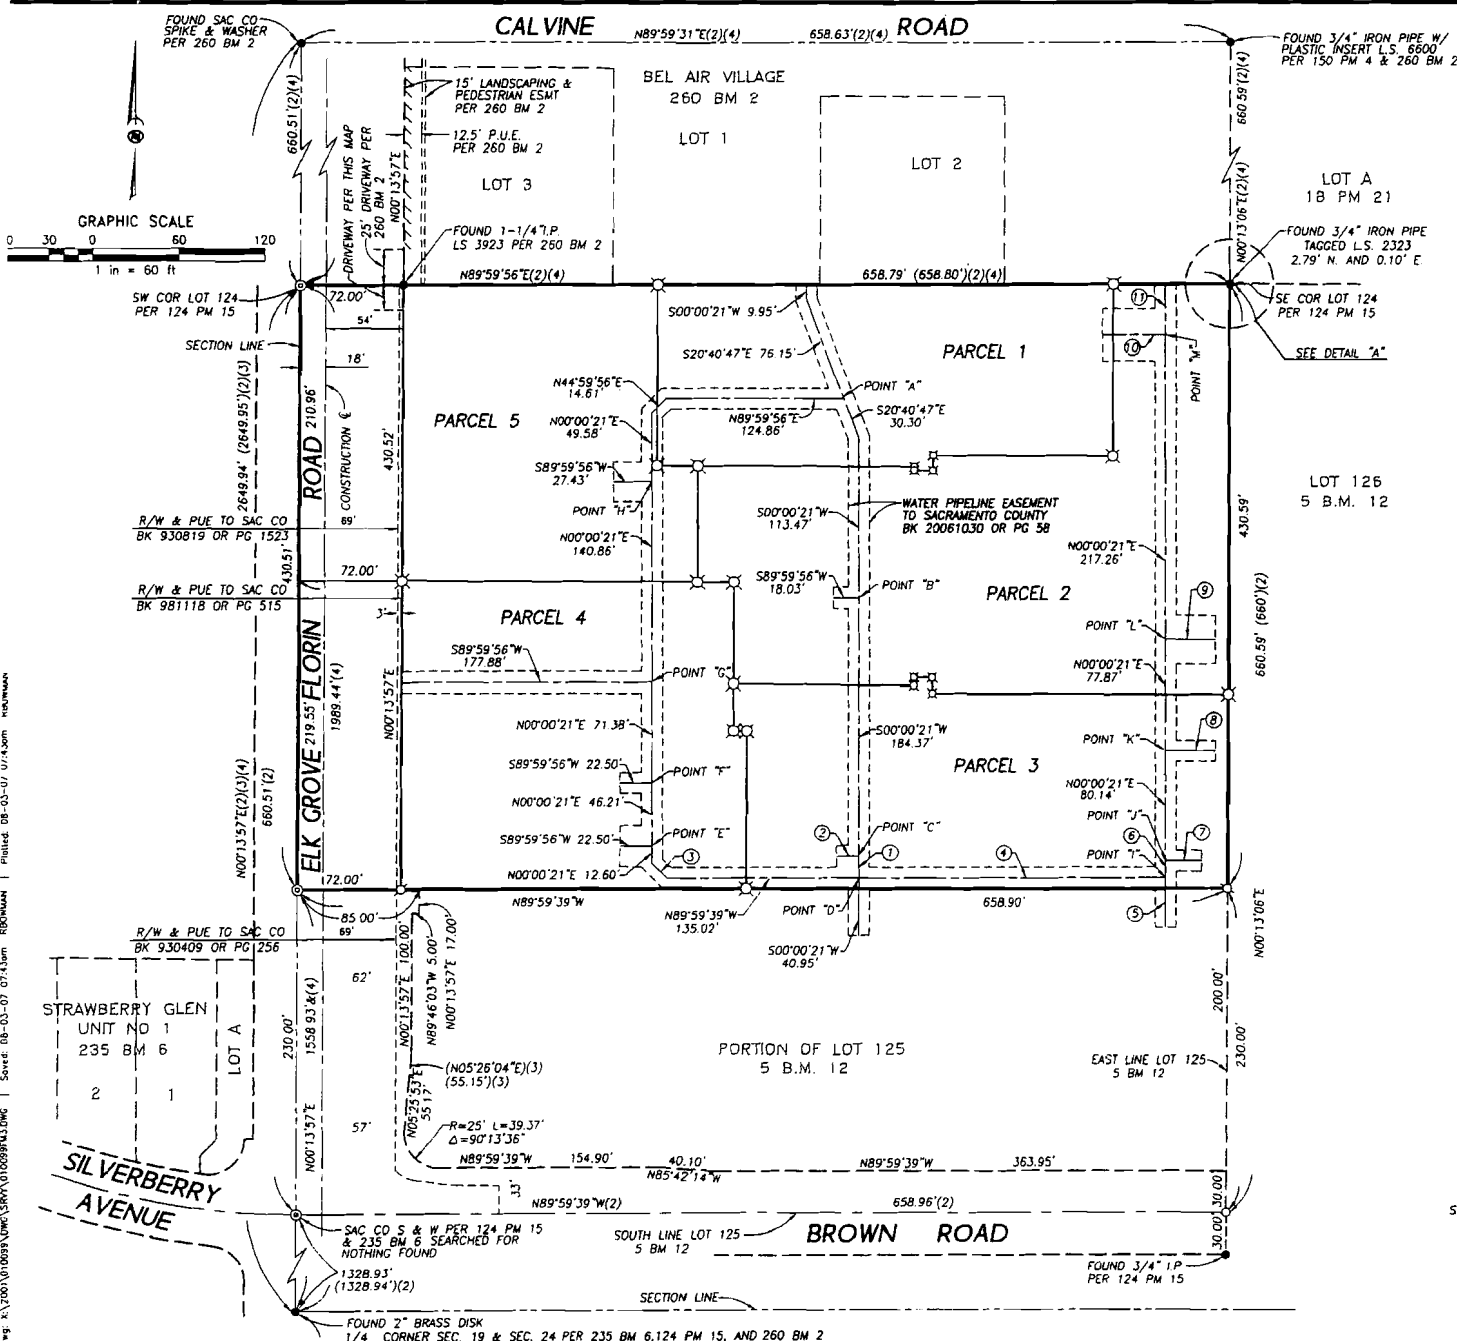 FOUND SAC CO
SPIKE & WASHER
PER 260 BM 2
CALVINE ROAD
N89°59'31"E(2)(4)
658.63'(2)(4)
FOUND 3/4" IRON PIPE W/
PLASTIC INSERT L.S. 6600
PER 150 PM 4 & 260 BM 2
660.51'(2)(4)
15' LANDSCAPING &
PEDESTRIAN ESMT
PER 260 BM 2
BEL AIR VILLAGE
260 BM 2
LOT 1
LOT 2
LOT 3
12.5' P.U.E.
PER 260 BM 2
DRIVEWAY PER THIS MAP
25' DRIVEWAY PER
260 BM 2
N00°13'57"E
660.59'(2)(4)
N00°13'06"E(2)(4)
LOT A
18 PM 21
GRAPHIC SCALE
0 30 0 60 120
1 in = 60 ft
FOUND 1-1/4" I.P.
LS 3923 PER 260 BM 2
FOUND 3/4" IRON PIPE
TAGGED L.S. 2323
2.79' N. AND 0.10' E.
N89°59'56"E(2)(4)
658.79' (658.80')(2)(4)
SW COR LOT 124
PER 124 PM 15
72.00'
54'
18'
SECTION LINE
SE COR LOT 124
PER 124 PM 15
SEE DETAIL "A"
S00°00'21"W 9.95'
S20°40'47"E 76.15'
PARCEL 1
11
10
POINT "M"
N44°59'56"E
14.61'
POINT "A"
S20°40'47"E
30.30'
N89°59'56"E
124.86'
PARCEL 5
N00°00'21"E
49.58'
S89°59'56"W
27.43'
POINT "H"
N00°00'21"E
140.86'
2649.94' (2649.95')(2)(3)
210.96'
CONSTRUCTION ℄
430.52'
69'
R/W & PUE TO SAC CO
BK 930819 OR PG 1523
430.51'
72.00'
R/W & PUE TO SAC CO
BK 981118 OR PG 515
3'
WATER PIPELINE EASEMENT
TO SACRAMENTO COUNTY
BK 20061030 OR PG 58
S00°00'21"W
113.47'
S89°59'56"W
18.03'
POINT "B"
LOT 126
5 B.M. 12
430.59'
660.59' (660')(2)
N00°00'21"E
217.26'
9
PARCEL 2
POINT "L"
N00°00'21"E
77.87'
PARCEL 4
S89°59'56"W
177.88'
POINT "G"
N00°00'21"E 71.38'
S89°59'56"W 22.50'
POINT "F"
N00°00'21"E 46.21'
S89°59'56"W 22.50'
POINT "E"
N00°00'21"E 12.60'
3
S00°00'21"W
184.37'
PARCEL 3
POINT "K"
8
N00°00'21"E
80.14'
POINT "J"
6
7
POINT "I"
2
POINT "C"
1
4
5
ELK GROVE FLORIN ROAD
219.55'
1989.44'(4)
N00°13'57"E
N00°13'57"E(2)(3)(4)
660.51'(2)
72.00'
85.00'
69'
N89°59'39"W
N89°59'39"W
135.02'
POINT "D"
658.90'
S00°00'21"W
40.95'
N00°13'06"E
R/W & PUE TO SAC CO
BK 930409 OR PG 256
62'
N00°13'57"E 100.00'
N89°46'03"W 5.00'
N00°13'57"E 17.00'
200.00'
230.00'
STRAWBERRY GLEN
UNIT NO 1
235 BM 6
2
1
LOT A
230.00'
1558 93'&(4)
N00°13'57"E
57'
(N05°26'04"E)(3)
(55.15')(3)
N05°25'53"E
55.17'
PORTION OF LOT 125
5 B.M. 12
EAST LINE LOT 125
5 BM 12
R=25' L=39.37'
Δ=90°13'36"
N89°59'39"W
154.90'
40.10'
N85°42'14"W
N89°59'39"W
363.95'
33'
N89°59'39"W(2)
658.96'(2)
30.00'
30.00'
SILVERBERRY
AVENUE
SAC CO S & W PER 124 PM 15
& 235 BM 6 SEARCHED FOR
NOTHING FOUND
SOUTH LINE LOT 125
5 BM 12
BROWN ROAD
S
1328.93'
(1328.94')(2)
FOUND 3/4" I.P
PER 124 PM 15
SECTION LINE
FOUND 2" BRASS DISK
1/4 CORNER SEC. 19 & SEC. 24 PER 235 BM 6,124 PM 15, AND 260 BM 2